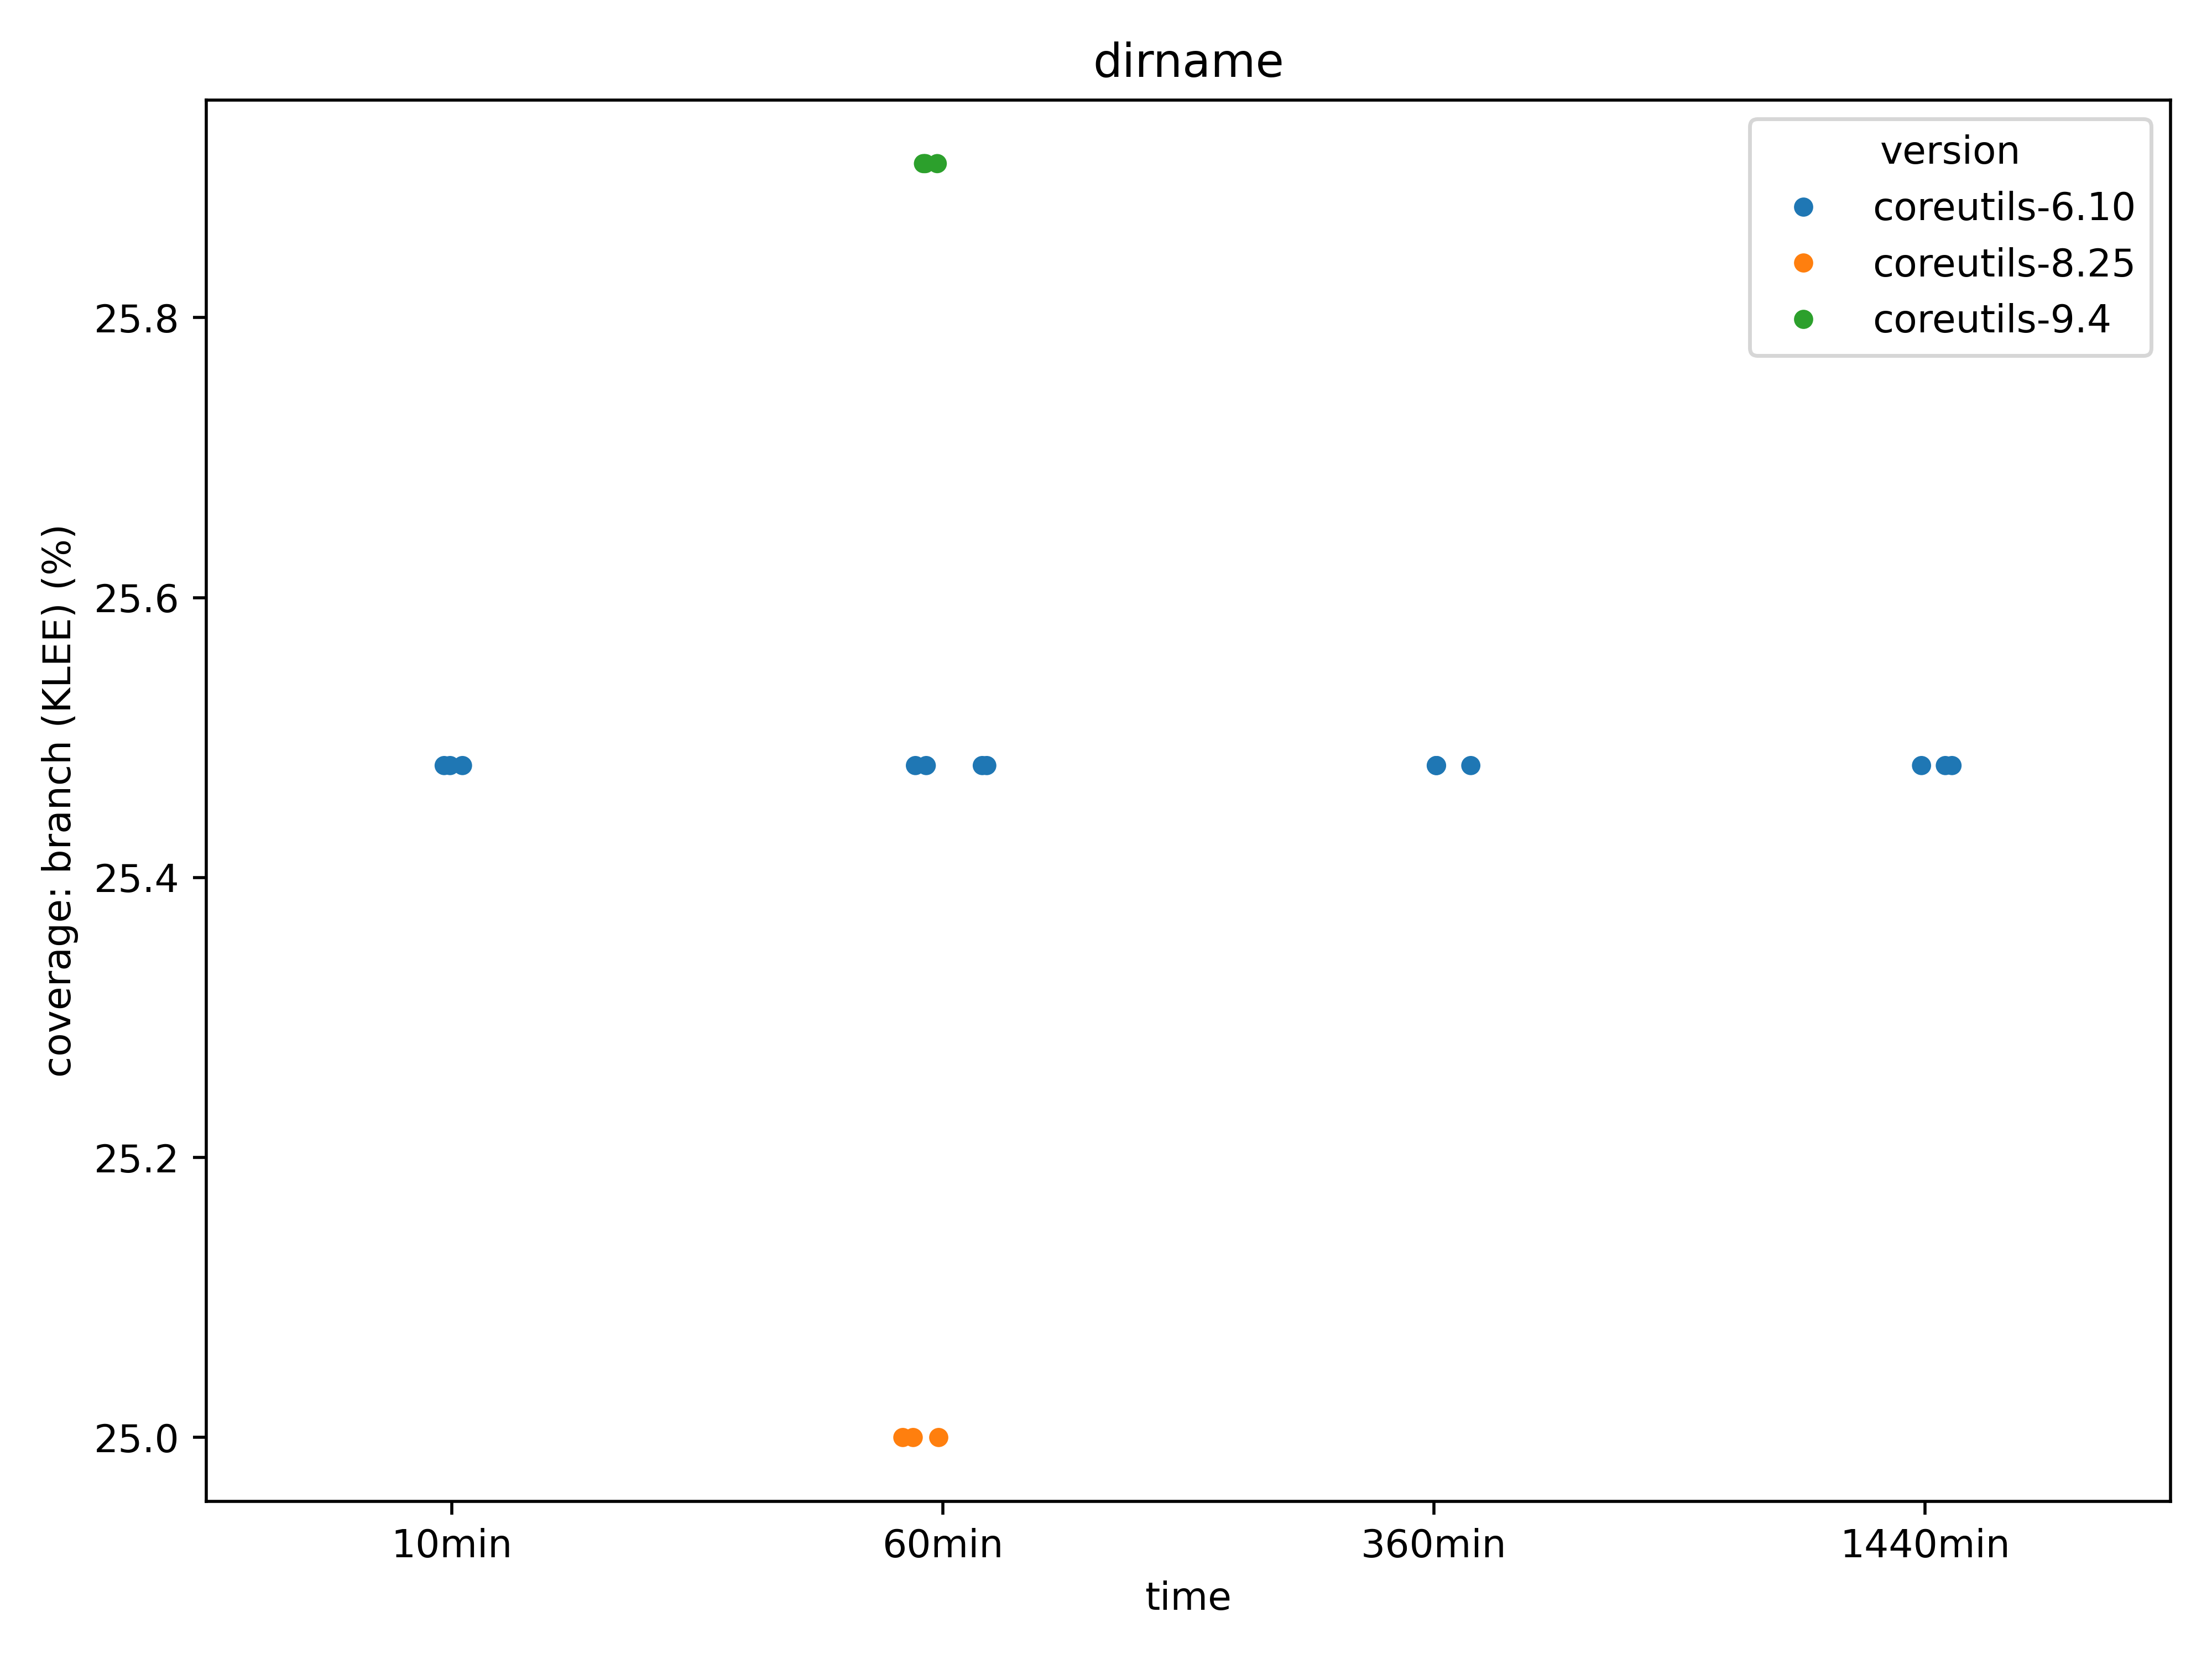 dirname
version
coreutils-6.10
coreutils-8.25
coreutils-9.4
coverage: branch (KLEE) (%)
25.8
25.6
25.4
25.2
25.0
10min
60min
360min
1440min
time